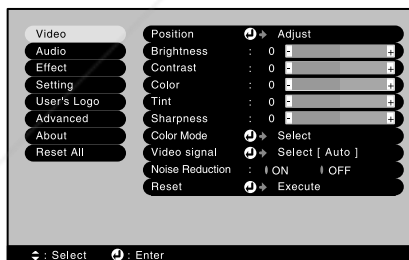 Video
Audio
Effect
Setting
User's Logo
Advanced
About
Reset All
Position Adjust
Brightness : 0 - +
Contrast : 0 - +
Color : 0 - +
Tint : 0 - +
Sharpness : 0 - +
Color Mode Select
Video signal Select [ Auto ]
Noise Reduction : ON OFF
Reset Execute
: Select : Enter